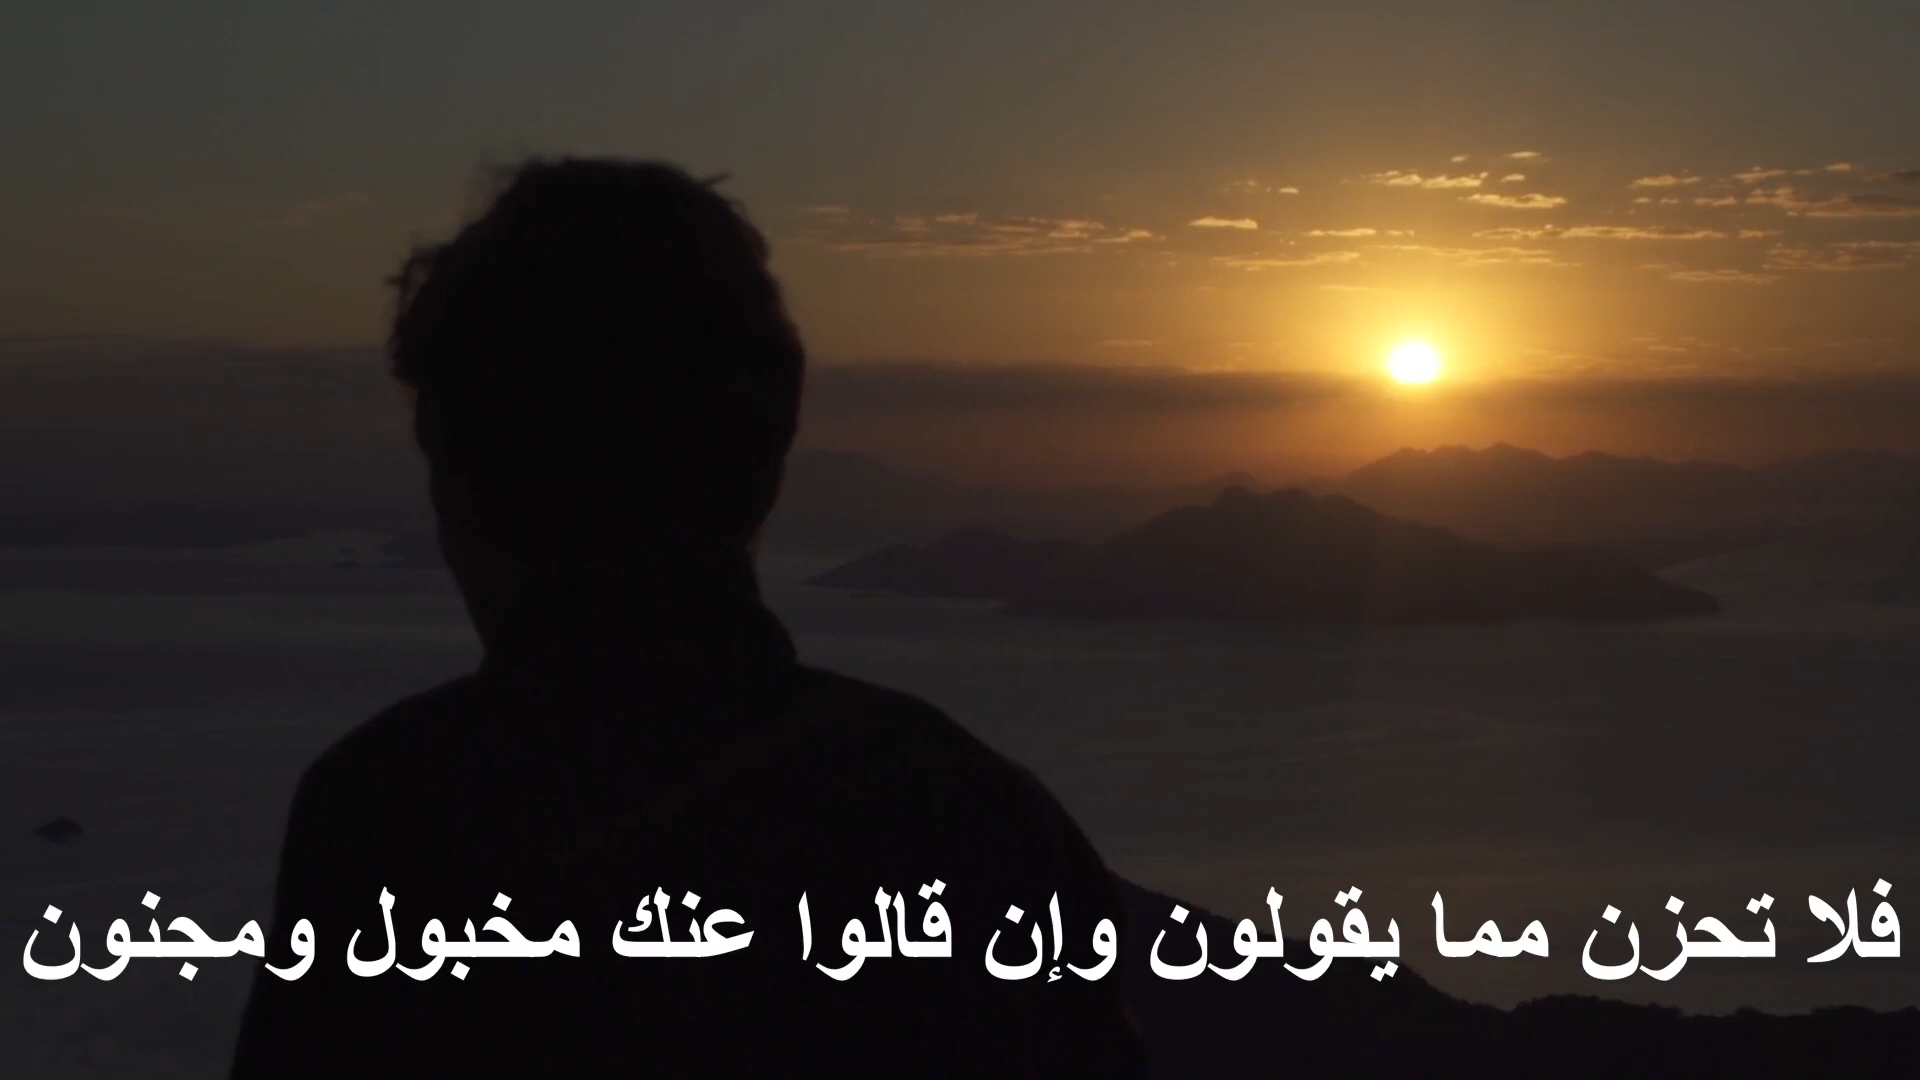 فلا تحزن مما يقولون وإن قالوا عنك مخبول ومجنون